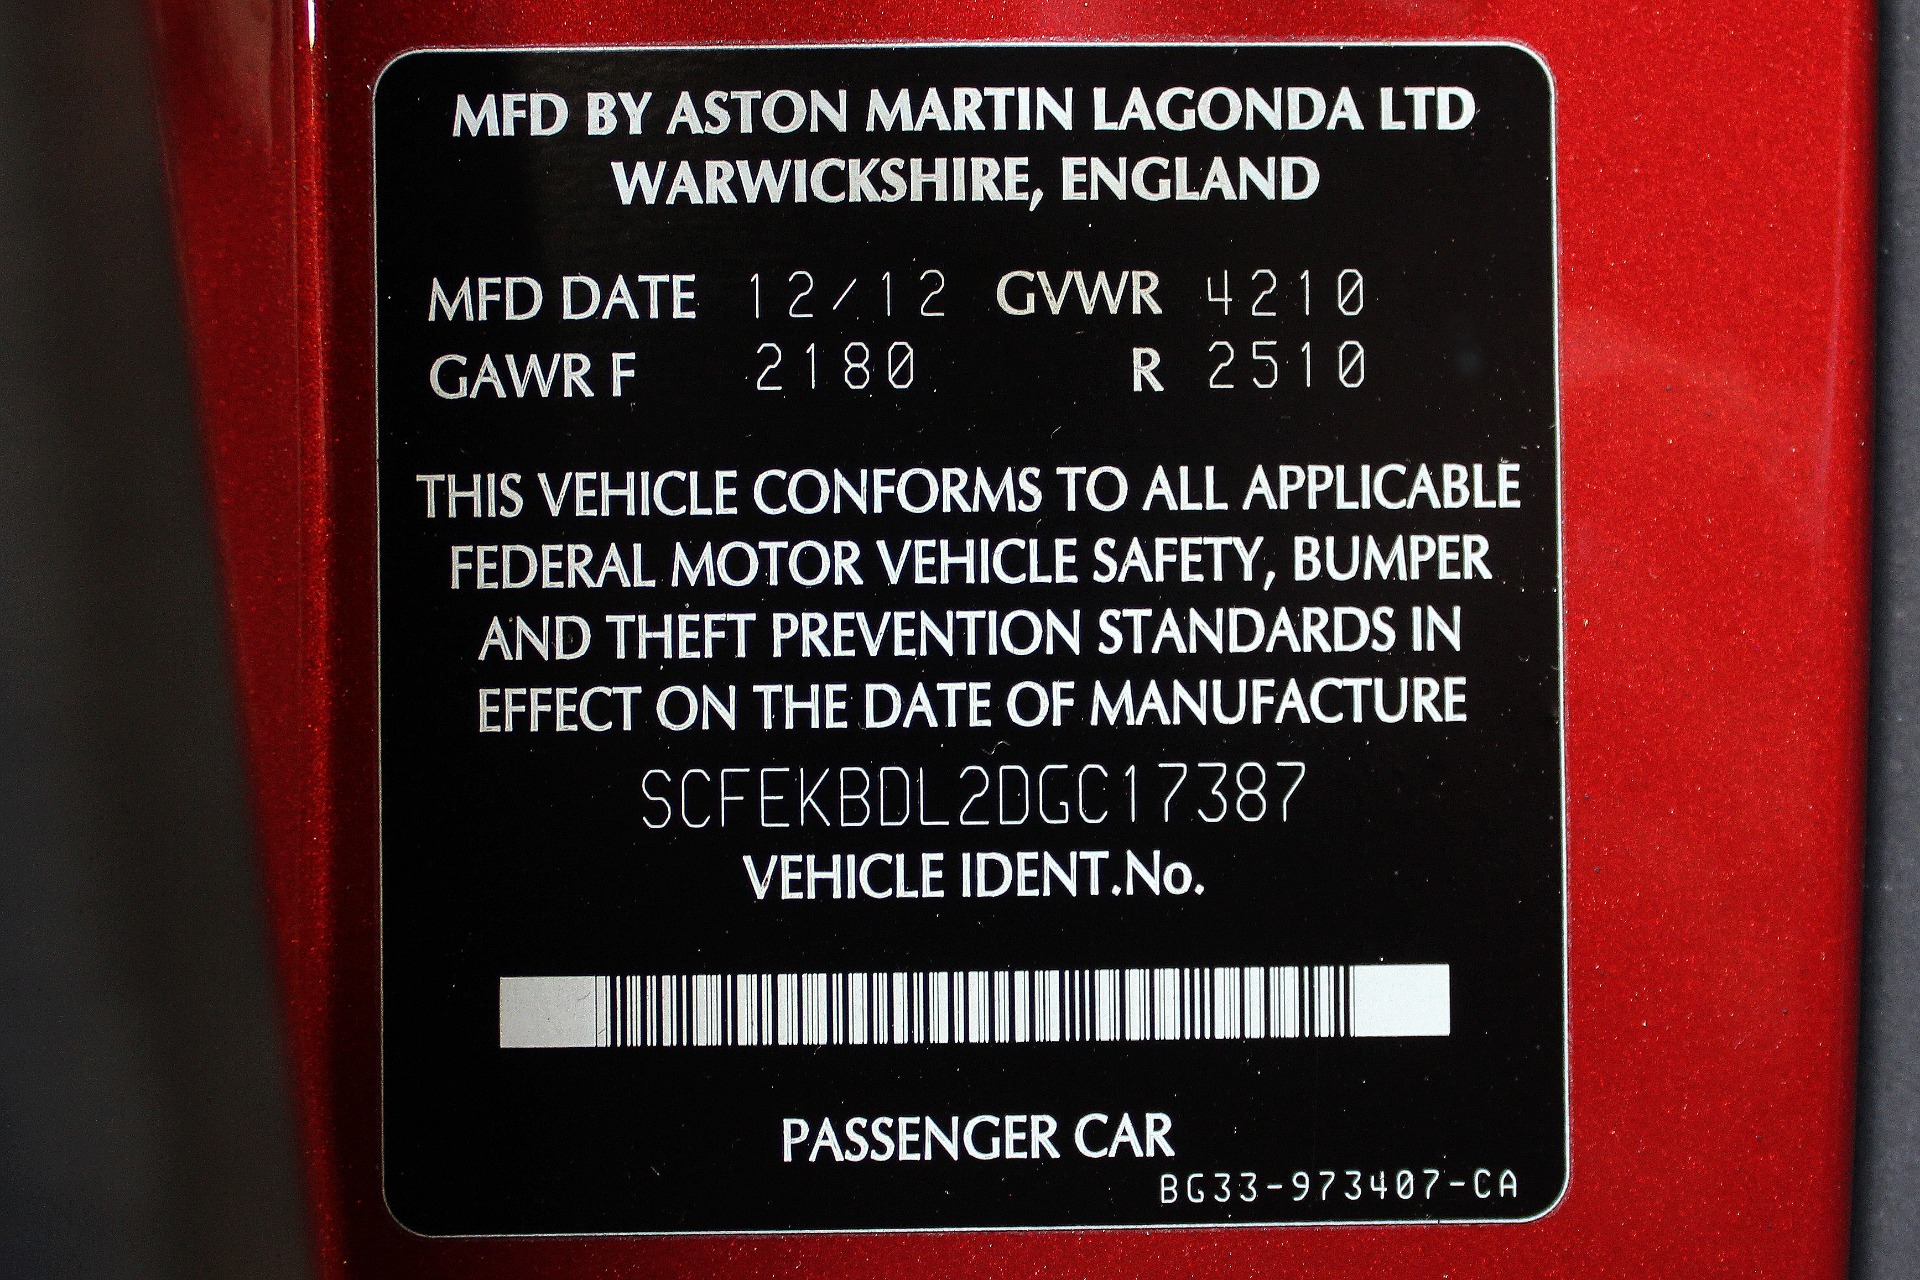 MFD BY ASTON MARTIN LAGONDA LTD
WARWICKSHIRE, ENGLAND
MFD DATE 12/12 GVWR 4210
GAWR F 2180 R 2510
THIS VEHICLE CONFORMS TO ALL APPLICABLE
FEDERAL MOTOR VEHICLE SAFETY, BUMPER
AND THEFT PREVENTION STANDARDS IN
EFFECT ON THE DATE OF MANUFACTURE
SCFEKBDL2DGC17387
VEHICLE IDENT.No.
PASSENGER CAR
BG33-973407-CA